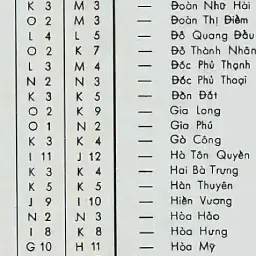 K 3 M 3 — Đoàn Như Hài
O 2 M 3 — Đoàn Thị Điểm
L 4 L 5 — Đỗ Quang Đẩu
O 2 K 7 — Đỗ Thành Nhân
L 3 M 4 — Đốc Phủ Thạnh
N 2 N 3 — Đốc Phủ Thoại
K 3 K 5 — Đồn Đất
O 2 K 9 — Gia Long
O 1 N 2 — Gia Phú
K 3 K 4 — Gò Công
I 11 J 12 — Hà Tôn Quyền
K 3 K 4 — Hai Bà Trưng
K 5 K 5 — Hàn Thuyên
J 9 I 10 — Hiền Vương
N 2 N 3 — Hòa Hảo
I 8 K 8 — Hòa Hưng
G 10 H 11 — Hòa Mỹ